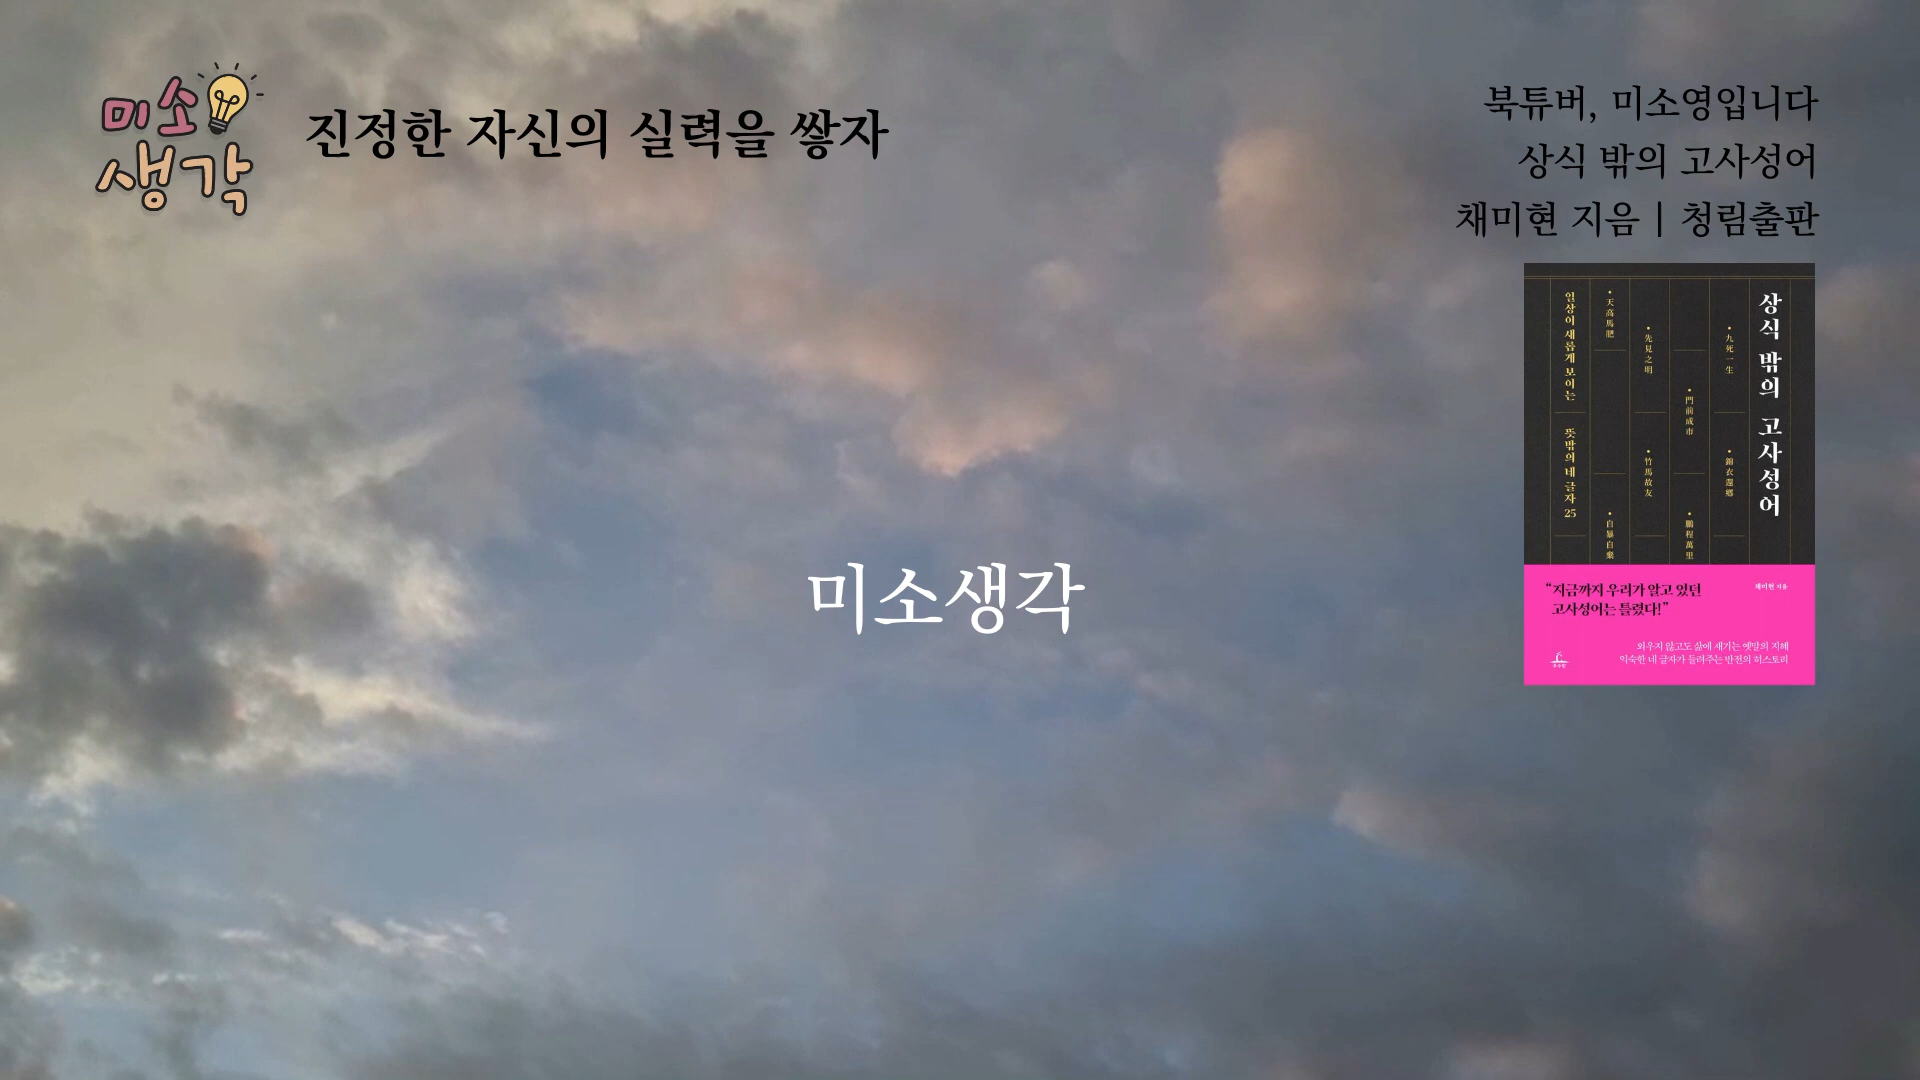 미소
생각
진정한 자신의 실력을 쌓자
북튜버, 미소영입니다
상식 밖의 고사성어
채미현 지음 | 청림출판
상식 밖의 고사성어
九死一生
錦衣還鄕
門前成市
鵬程萬里
先見之明
竹馬故友
天高馬肥
自暴自棄
일상이 새롭게 보이는 뜻밖의 네 글자 25
“지금까지 우리가 알고 있던
고사성어는 틀렸다!”
채미현 지음
외우지 않고도 삶에 새기는 옛말의 지혜
익숙한 네 글자가 들려주는 반전의 히스토리
미소생각